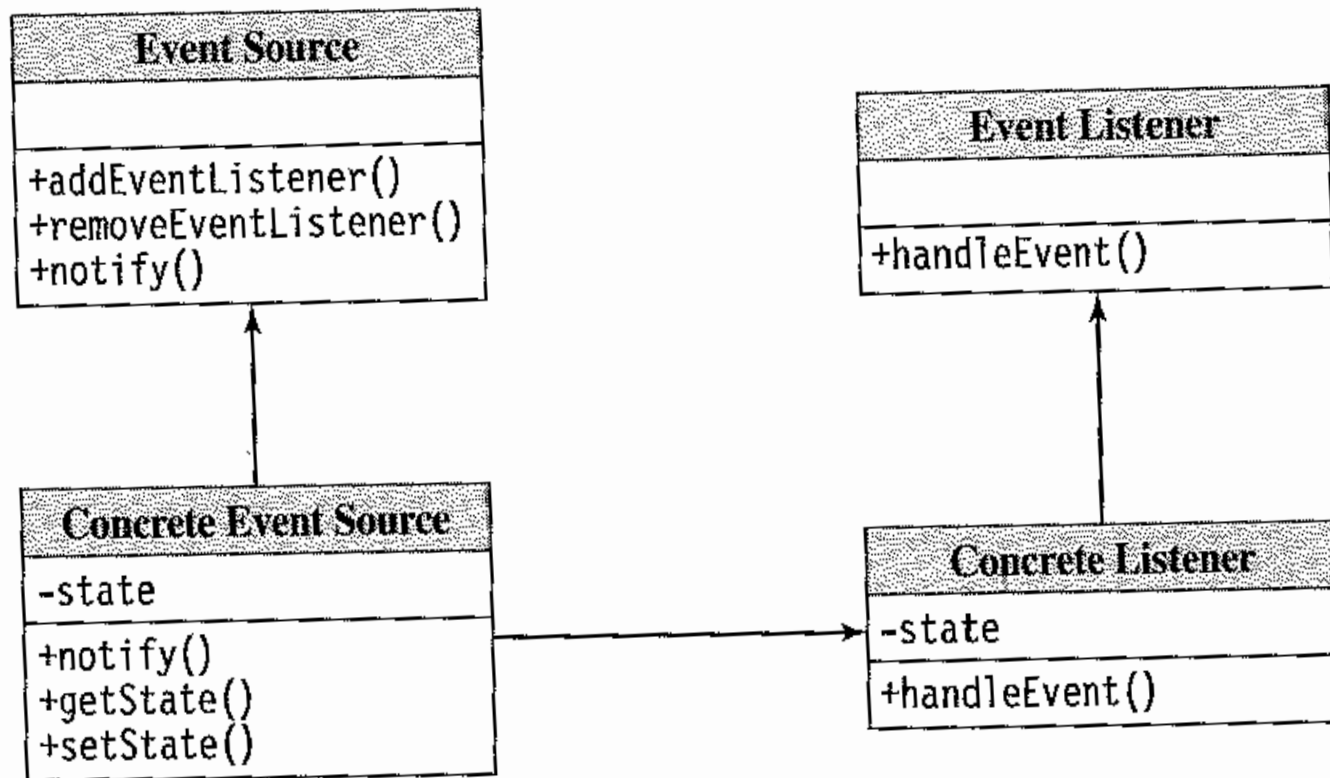 Event Source
+addEventListener()
+removeEventListener()
+notify()
Event Listener
+handleEvent()
Concrete Event Source
-state
+notify()
+getState()
+setState()
Concrete Listener
-state
+handleEvent()